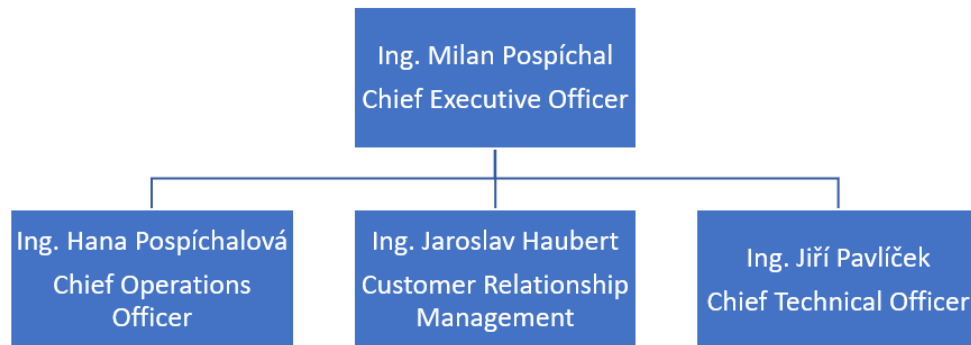 Ing. Milan Pospíchal
Chief Executive Officer
Ing. Hana Pospíchalová
Chief Operations
Officer
Ing. Jaroslav Haubert
Customer Relationship
Management
Ing. Jiří Pavlíček
Chief Technical Officer